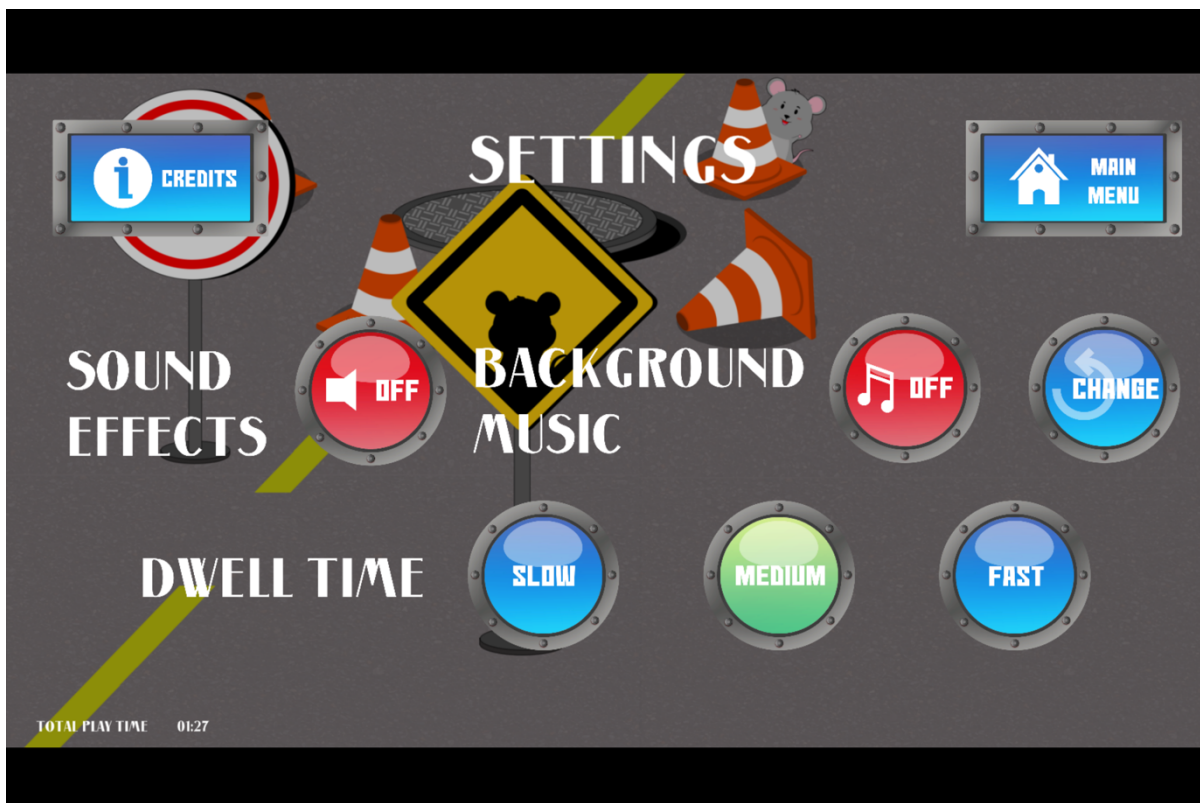 SETTINGS
CREDITS
MAIN
MENU
SOUND
EFFECTS
OFF
BACKGROUND
MUSIC
OFF
CHANGE
DWELL TIME
SLOW
MEDIUM
FAST
TOTAL PLAY TIME 01:27